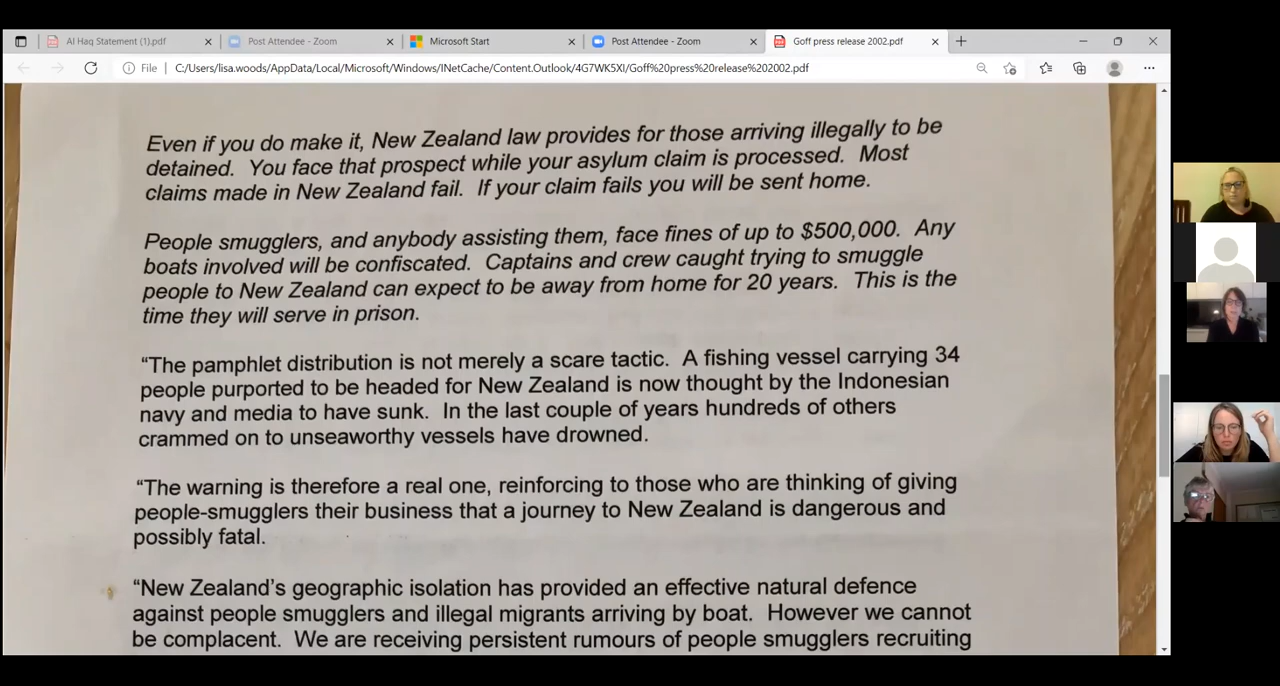 Al Haq Statement (1).pdf
Post Attendee - Zoom
Microsoft Start
Post Attendee - Zoom
Goff press release 2002.pdf
File
C:/Users/lisa.woods/AppData/Local/Microsoft/Windows/INetCache/Content.Outlook/4G7WK5XI/Goff%20press%20release%202002.pdf
Even if you do make it, New Zealand law provides for those arriving illegally to be
detained. You face that prospect while your asylum claim is processed. Most
claims made in New Zealand fail. If your claim fails you will be sent home.
People smugglers, and anybody assisting them, face fines of up to $500,000. Any
boats involved will be confiscated. Captains and crew caught trying to smuggle
people to New Zealand can expect to be away from home for 20 years. This is the
time they will serve in prison.
“The pamphlet distribution is not merely a scare tactic. A fishing vessel carrying 34
people purported to be headed for New Zealand is now thought by the Indonesian
navy and media to have sunk. In the last couple of years hundreds of others
crammed on to unseaworthy vessels have drowned.
“The warning is therefore a real one, reinforcing to those who are thinking of giving
people-smugglers their business that a journey to New Zealand is dangerous and
possibly fatal.
“New Zealand’s geographic isolation has provided an effective natural defence
against people smugglers and illegal migrants arriving by boat. However we cannot
be complacent. We are receiving persistent rumours of people smugglers recruiting